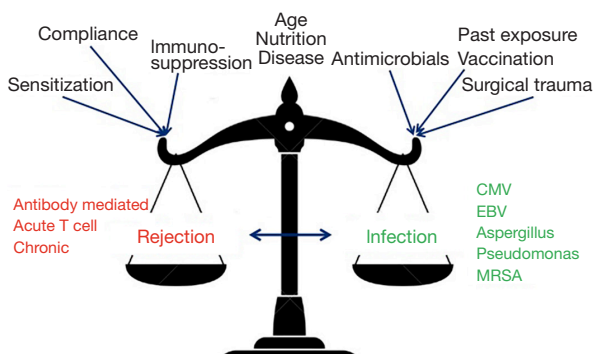 Compliance
Immuno-
suppression
Sensitization
Age
Nutrition
Disease
Antimicrobials
Past exposure
Vaccination
Surgical trauma
Antibody mediated
Acute T cell
Chronic
Rejection
Infection
CMV
EBV
Aspergillus
Pseudomonas
MRSA